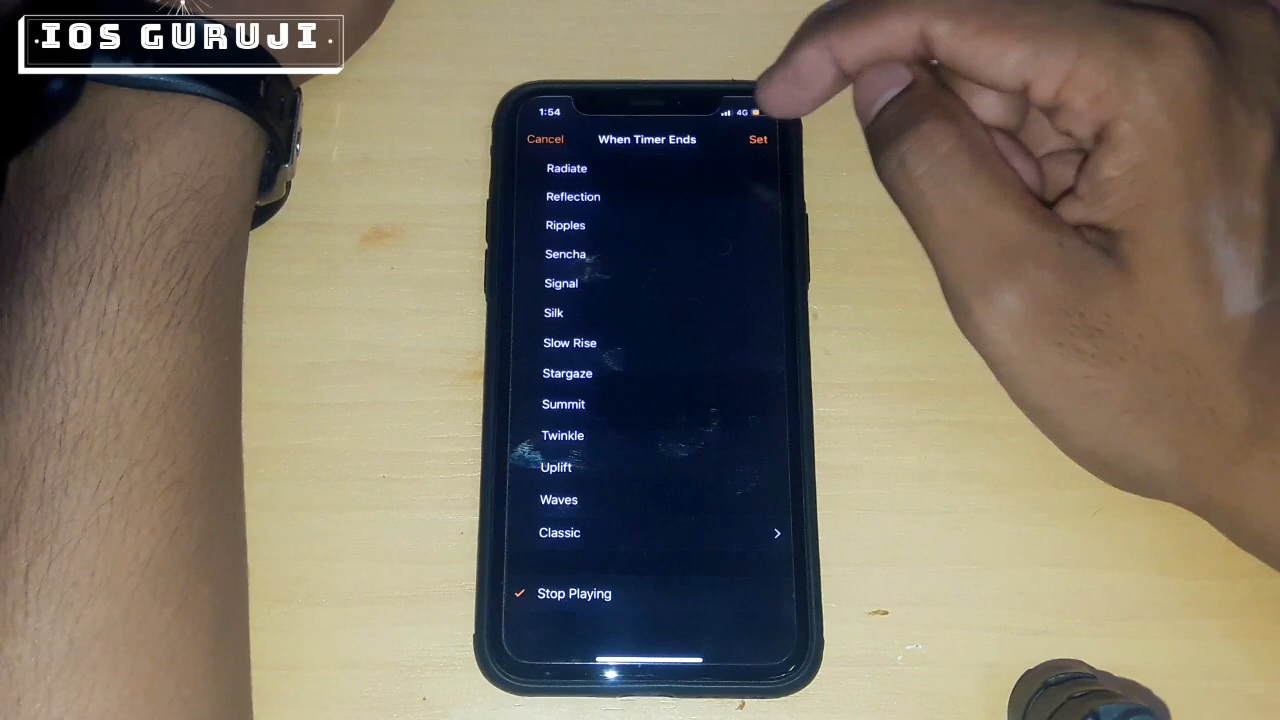 ·IOS GURUJI·
1:54
4G
Cancel
When Timer Ends
Set
Radiate
Reflection
Ripples
Sencha
Signal
Silk
Slow Rise
Stargaze
Summit
Twinkle
Uplift
Waves
Classic
Stop Playing